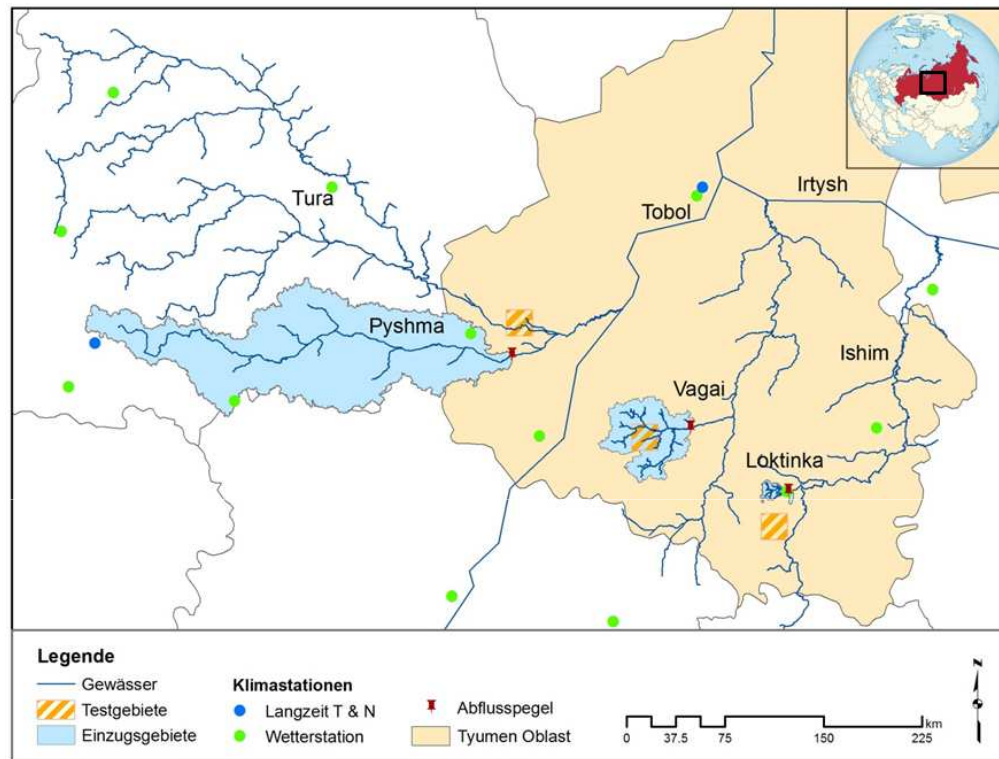 Irtysh
Tura
Tobol
Pyshma
Ishim
Vagai
Loktinka
Legende
Gewässer
Testgebiete
Einzugsgebiete
Klimastationen
Langzeit T & N
Wetterstation
Abflusspegel
Tyumen Oblast
N
km
0 37.5 75 150 225